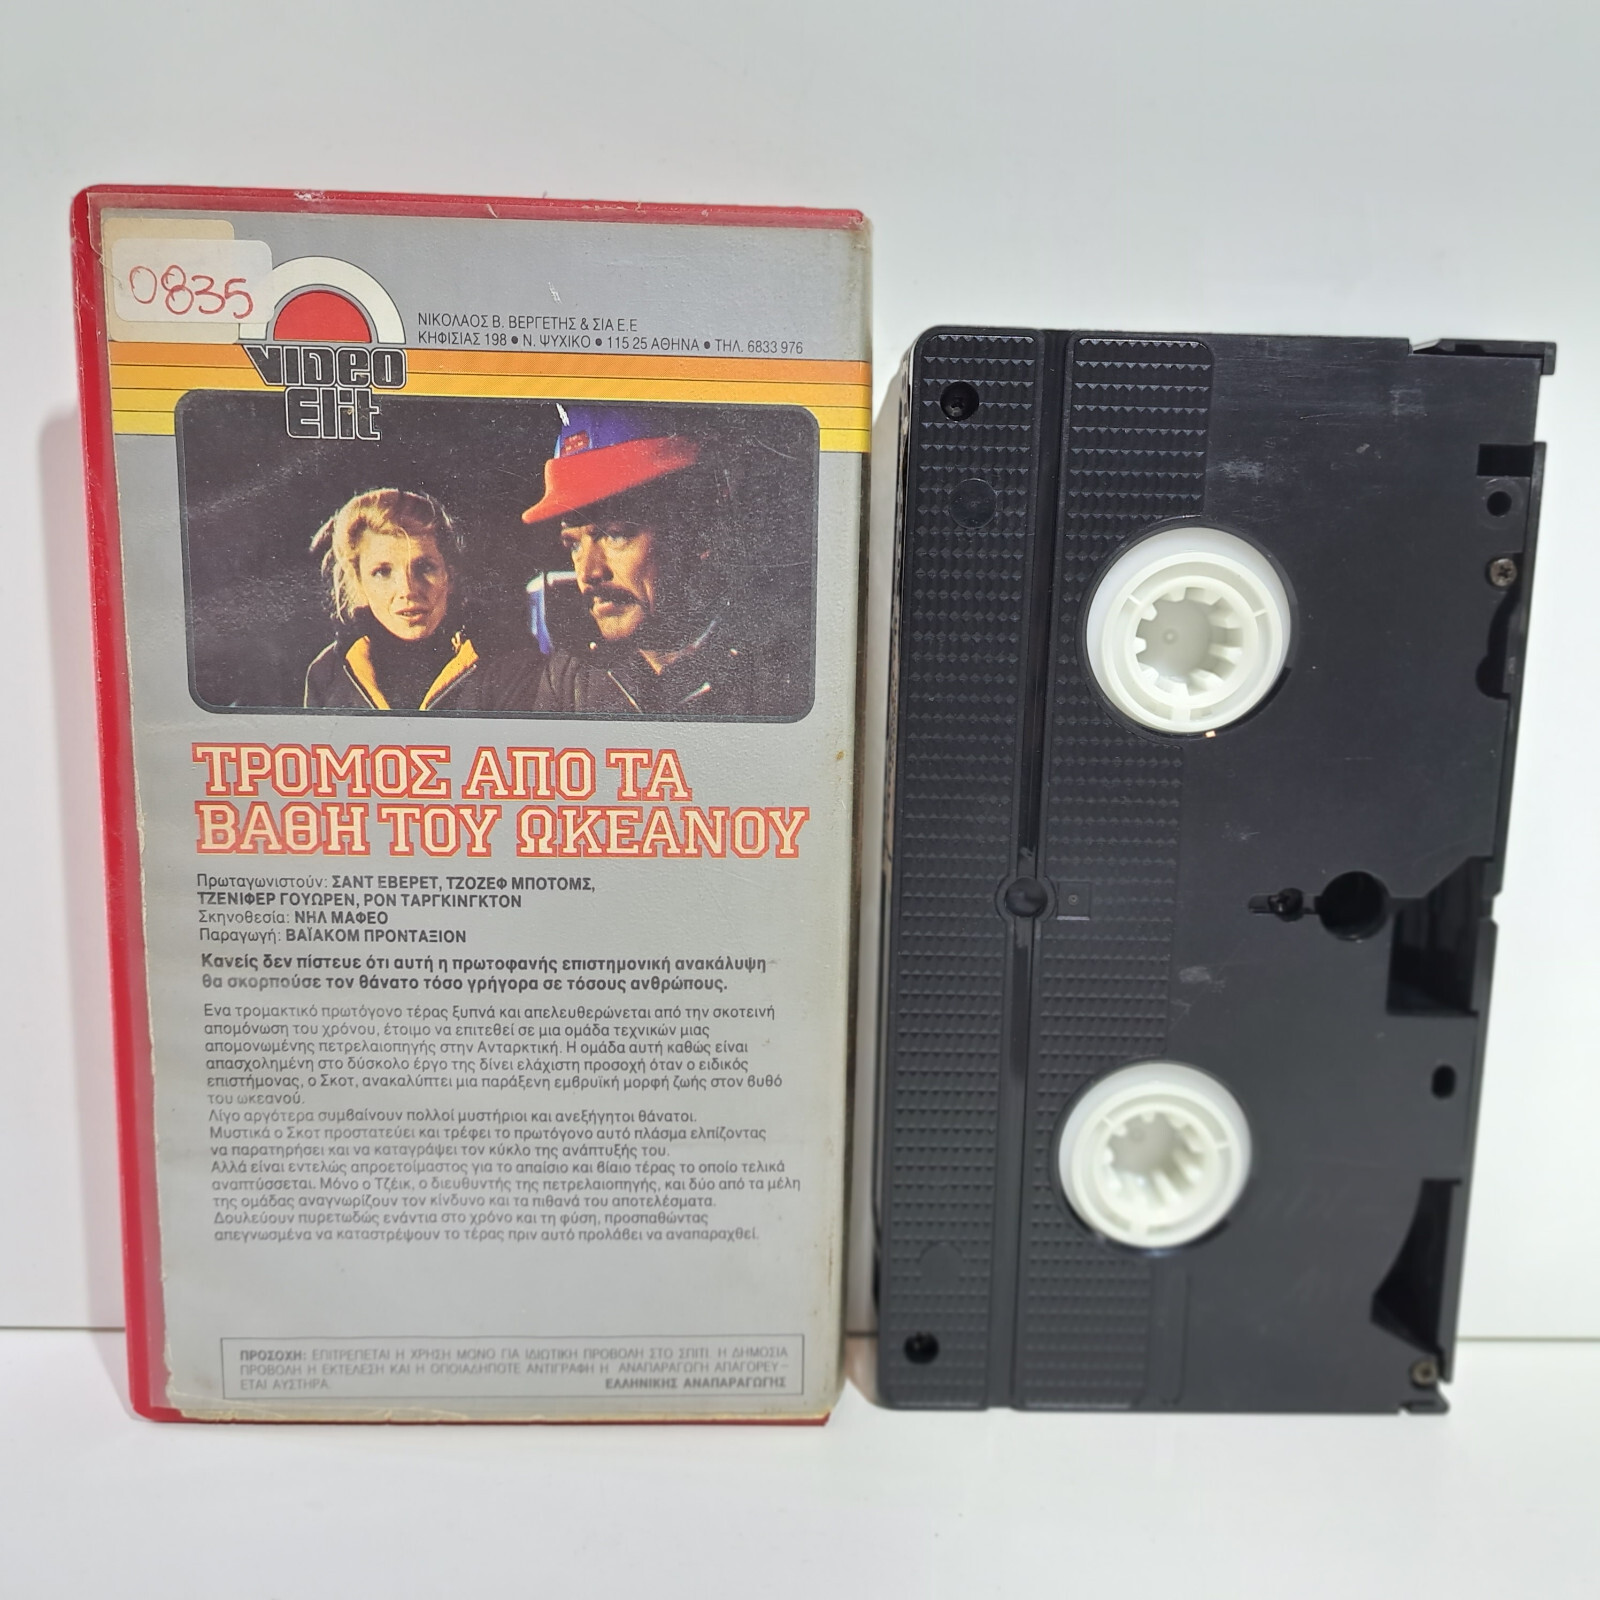 0835
VIDEO
Elit
ΝΙΚΟΛΑΟΣ Β. ΒΕΡΓΕΤΗΣ & ΣΙΑ Ε.Ε
ΚΗΦΙΣΙΑΣ 198 ● Ν. ΨΥΧΙΚΟ ● 115 25 ΑΘΗΝΑ ● ΤΗΛ. 6833 976
ΤΡΟΜΟΣ ΑΠΟ ΤΑ
ΒΑΘΗ ΤΟΥ ΩΚΕΑΝΟΥ
Πρωταγωνιστούν: ΣΑΝΤ ΕΒΕΡΕΤ, ΤΖΟΖΕΦ ΜΠΟΤΟΜΣ,
ΤΖΕΝΙΦΕΡ ΓΟΥΩΡΕΝ, ΡΟΝ ΤΑΡΓΚΙΝΓΚΤΟΝ
Σκηνοθεσία: ΝΗΛ ΜΑΦΕΟ
Παραγωγή: ΒΑΪΑΚΟΜ ΠΡΟΝΤΑΞΙΟΝ
Κανείς δεν πίστευε ότι αυτή η πρωτοφανής επιστημονική ανακάλυψη
θα σκορπούσε τον θάνατο τόσο γρήγορα σε τόσους ανθρώπους.
Ενα τρομακτικό πρωτόγονο τέρας ξυπνά και απελευθερώνεται από την σκοτεινή
απομόνωση του χρόνου, έτοιμο να επιτεθεί σε μια ομάδα τεχνικών μιας
απομονωμένης πετρελαιοπηγής στην Ανταρκτική. Η ομάδα αυτή καθώς είναι
απασχολημένη στο δύσκολο έργο της δίνει ελάχιστη προσοχή όταν ο ειδικός
επιστήμονας, ο Σκοτ, ανακαλύπτει μια παράξενη εμβρυϊκή μορφή ζωής στον βυθό
του ωκεανού.
Λίγο αργότερα συμβαίνουν πολλοί μυστήριοι και ανεξήγητοι θάνατοι.
Μυστικά ο Σκοτ προστατεύει και τρέφει το πρωτόγονο αυτό πλάσμα ελπίζοντας
να παρατηρήσει και να καταγράψει τον κύκλο της ανάπτυξής του.
Αλλά είναι εντελώς απροετοίμαστος για το απαίσιο και βίαιο τέρας το οποίο τελικά
αναπτύσσεται. Μόνο ο Τζέικ, ο διευθυντής της πετρελαιοπηγής, και δύο από τα μέλη
της ομάδας αναγνωρίζουν τον κίνδυνο και τα πιθανά του αποτελέσματα.
Δουλεύουν πυρετωδώς ενάντια στο χρόνο και τη φύση, προσπαθώντας
απεγνωσμένα να καταστρέψουν το τέρας πριν αυτό προλάβει να αναπαραχθεί.
ΠΡΟΣΟΧΗ: ΕΠΙΤΡΕΠΕΤΑΙ Η ΧΡΗΣΗ ΜΟΝΟ ΓΙΑ ΙΔΙΩΤΙΚΗ ΠΡΟΒΟΛΗ ΣΤΟ ΣΠΙΤΙ. Η ΔΗΜΟΣΙΑ
ΠΡΟΒΟΛΗ Η ΕΚΤΕΛΕΣΗ ΚΑΙ Η ΟΠΟΙΑΔΗΠΟΤΕ ΑΝΤΙΓΡΑΦΗ Η ΑΝΑΠΑΡΑΓΩΓΗ ΑΠΑΓΟΡΕΥ–
ΕΤΑΙ ΑΥΣΤΗΡΑ. ΕΛΛΗΝΙΚΗΣ ΑΝΑΠΑΡΑΓΩΓΗΣ